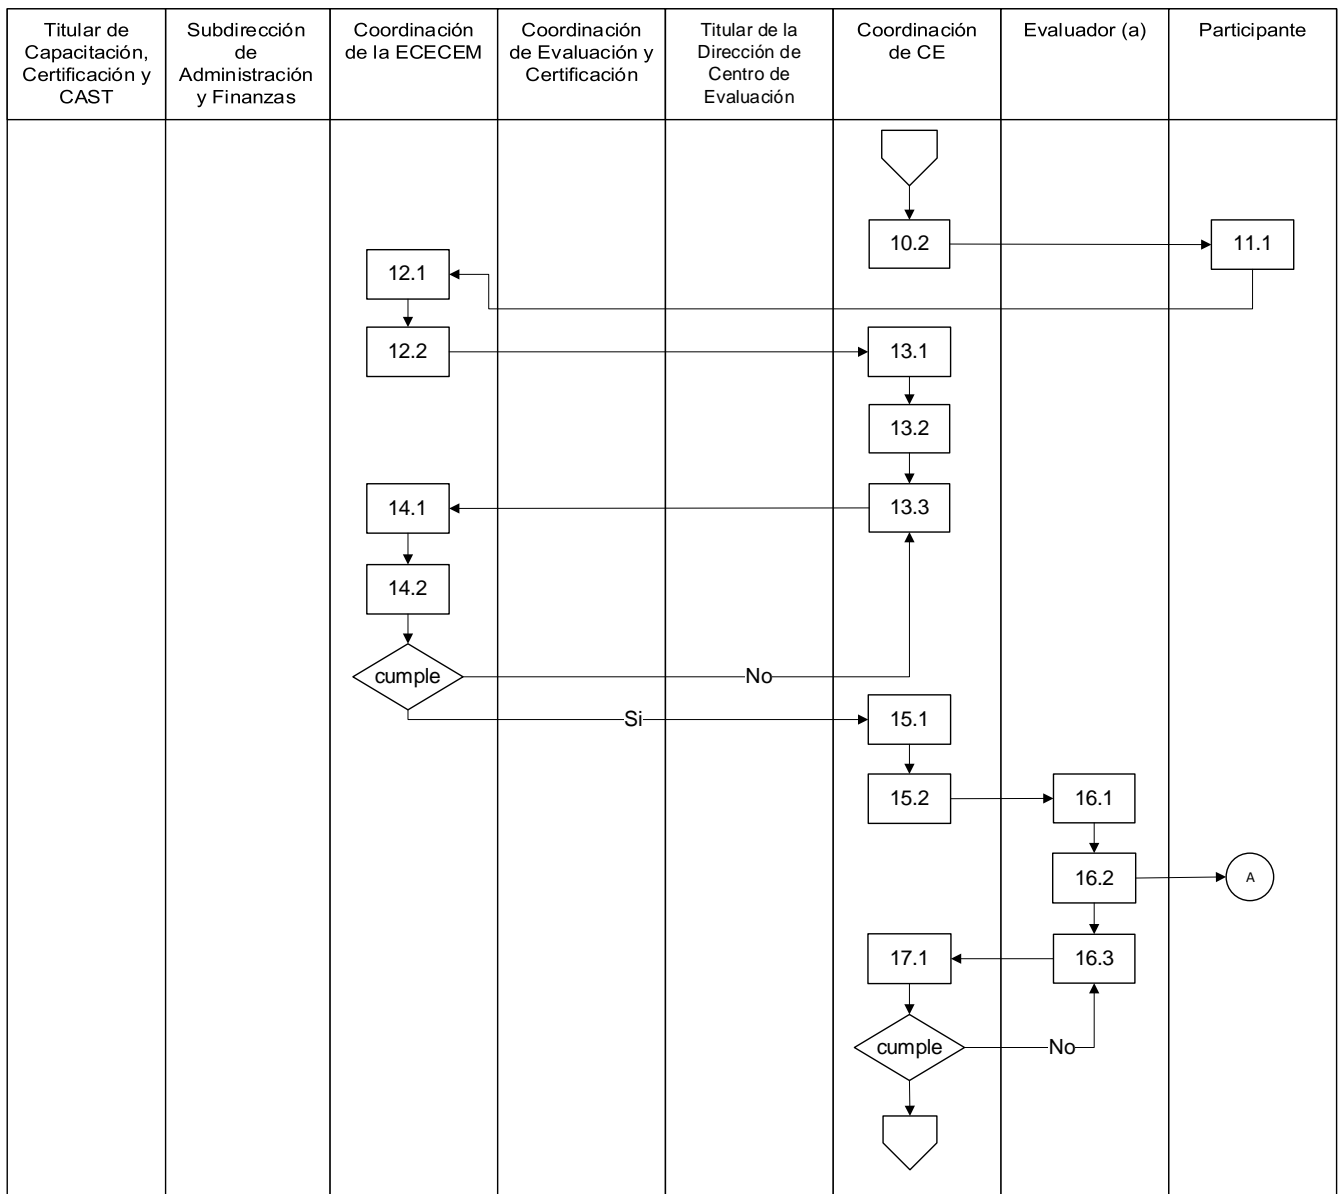 Titular de
Capacitación,
Certificación y
CAST
Subdirección
de
Administración
y Finanzas
Coordinación
de la ECECEM
Coordinación
de Evaluación y
Certificación
Titular de la
Dirección de
Centro de
Evaluación
Coordinación
de CE
Evaluador (a)
Participante
10.2
11.1
12.1
12.2
13.1
13.2
14.1
13.3
14.2
cumple
No
15.1
Si
15.2
16.1
16.2
A
17.1
16.3
cumple
No